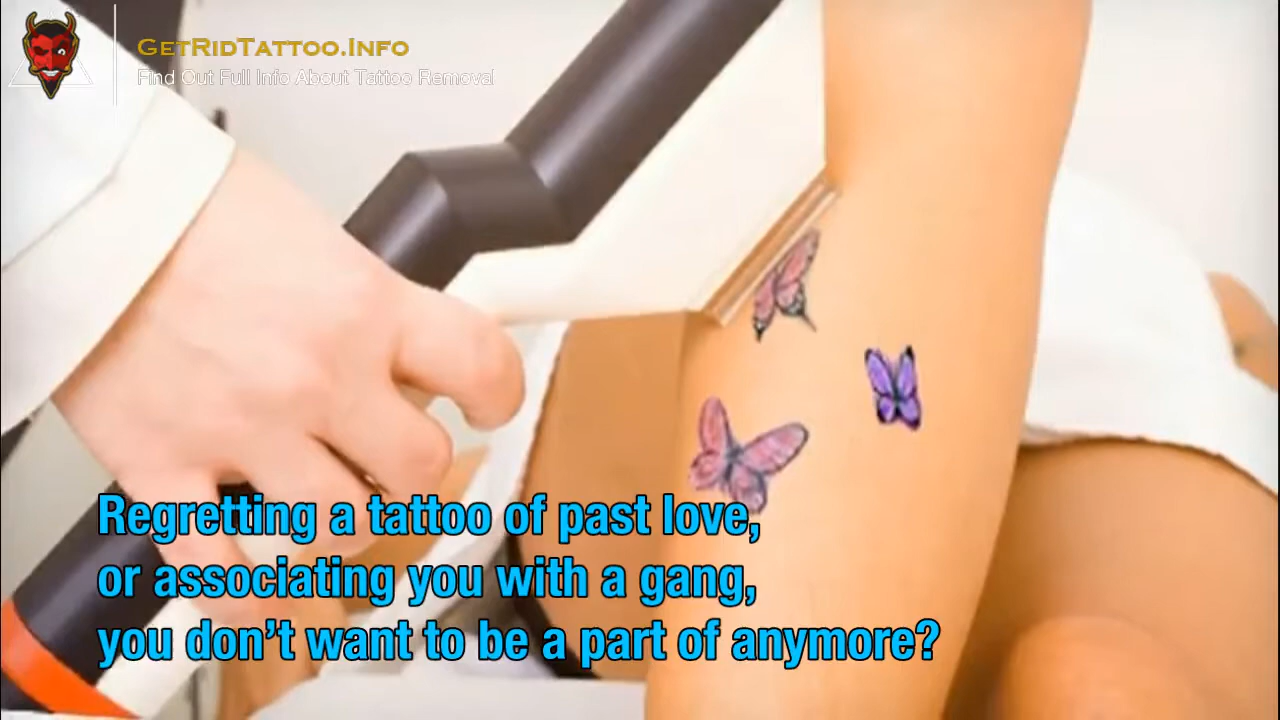 GetRidTattoo.Info
Find Out Full Info About Tattoo Removal
Regretting a tattoo of past love,
or associating you with a gang,
you don't want to be a part of anymore?